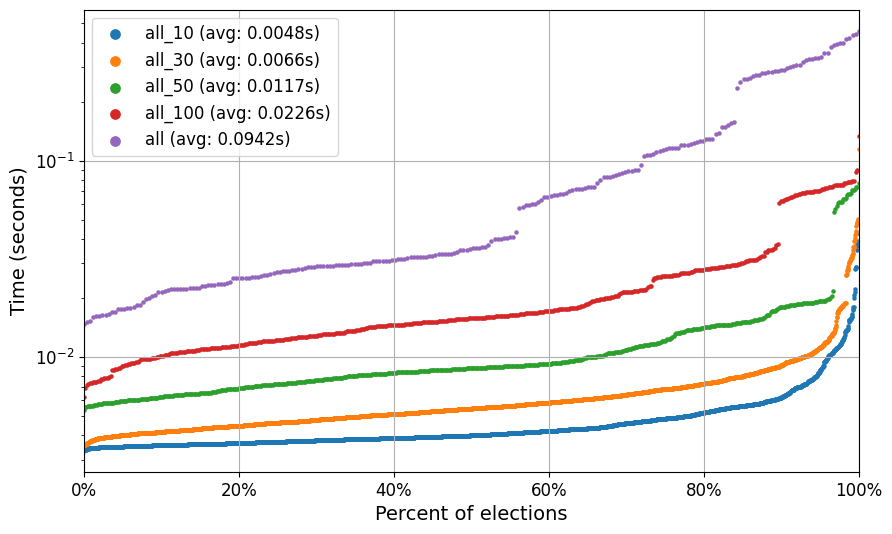 all_10 (avg: 0.0048s)
all_30 (avg: 0.0066s)
all_50 (avg: 0.0117s)
all_100 (avg: 0.0226s)
all (avg: 0.0942s)
10⁻¹
10⁻²
Time (seconds)
0% 20% 40% 60% 80% 100%
Percent of elections